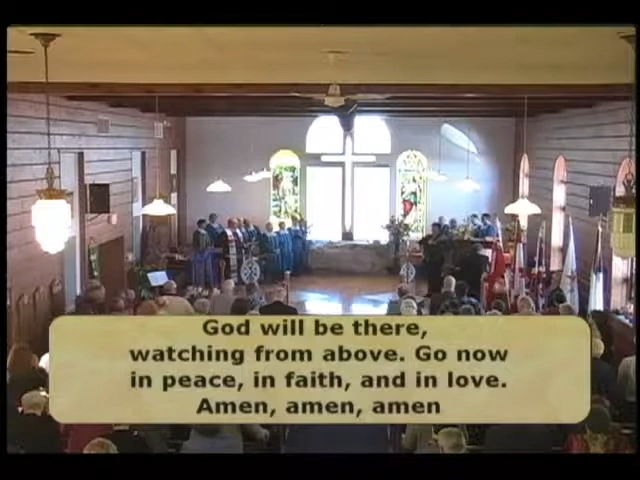 God will be there,
watching from above. Go now
in peace, in faith, and in love.
Amen, amen, amen